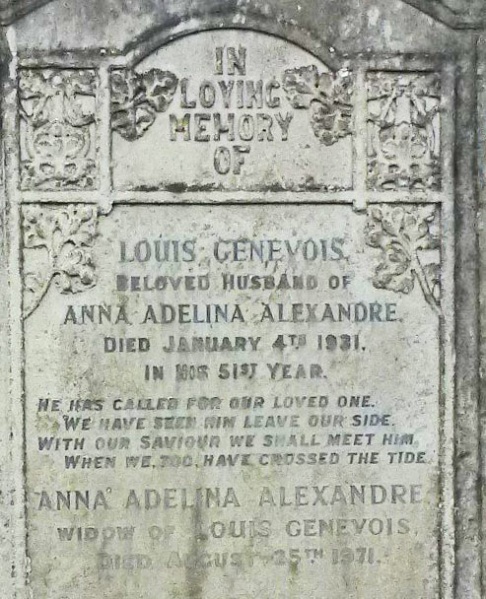 IN
LOVING
MEMORY
OF
LOUIS GENEVOIS,
BELOVED HUSBAND OF
ANNA ADELINA ALEXANDRE.
DIED JANUARY 4TH 1931.
IN HIS 51ST YEAR.
HE HAS CALLED FOR OUR LOVED ONE.
WE HAVE SEEN HIM LEAVE OUR SIDE.
WITH OUR SAVIOUR WE SHALL MEET HIM,
WHEN WE, TOO, HAVE CROSSED THE TIDE
ANNA ADELINA ALEXANDRE
WIDOW OF LOUIS GENEVOIS,
DIED AUGUST 25TH 1971.